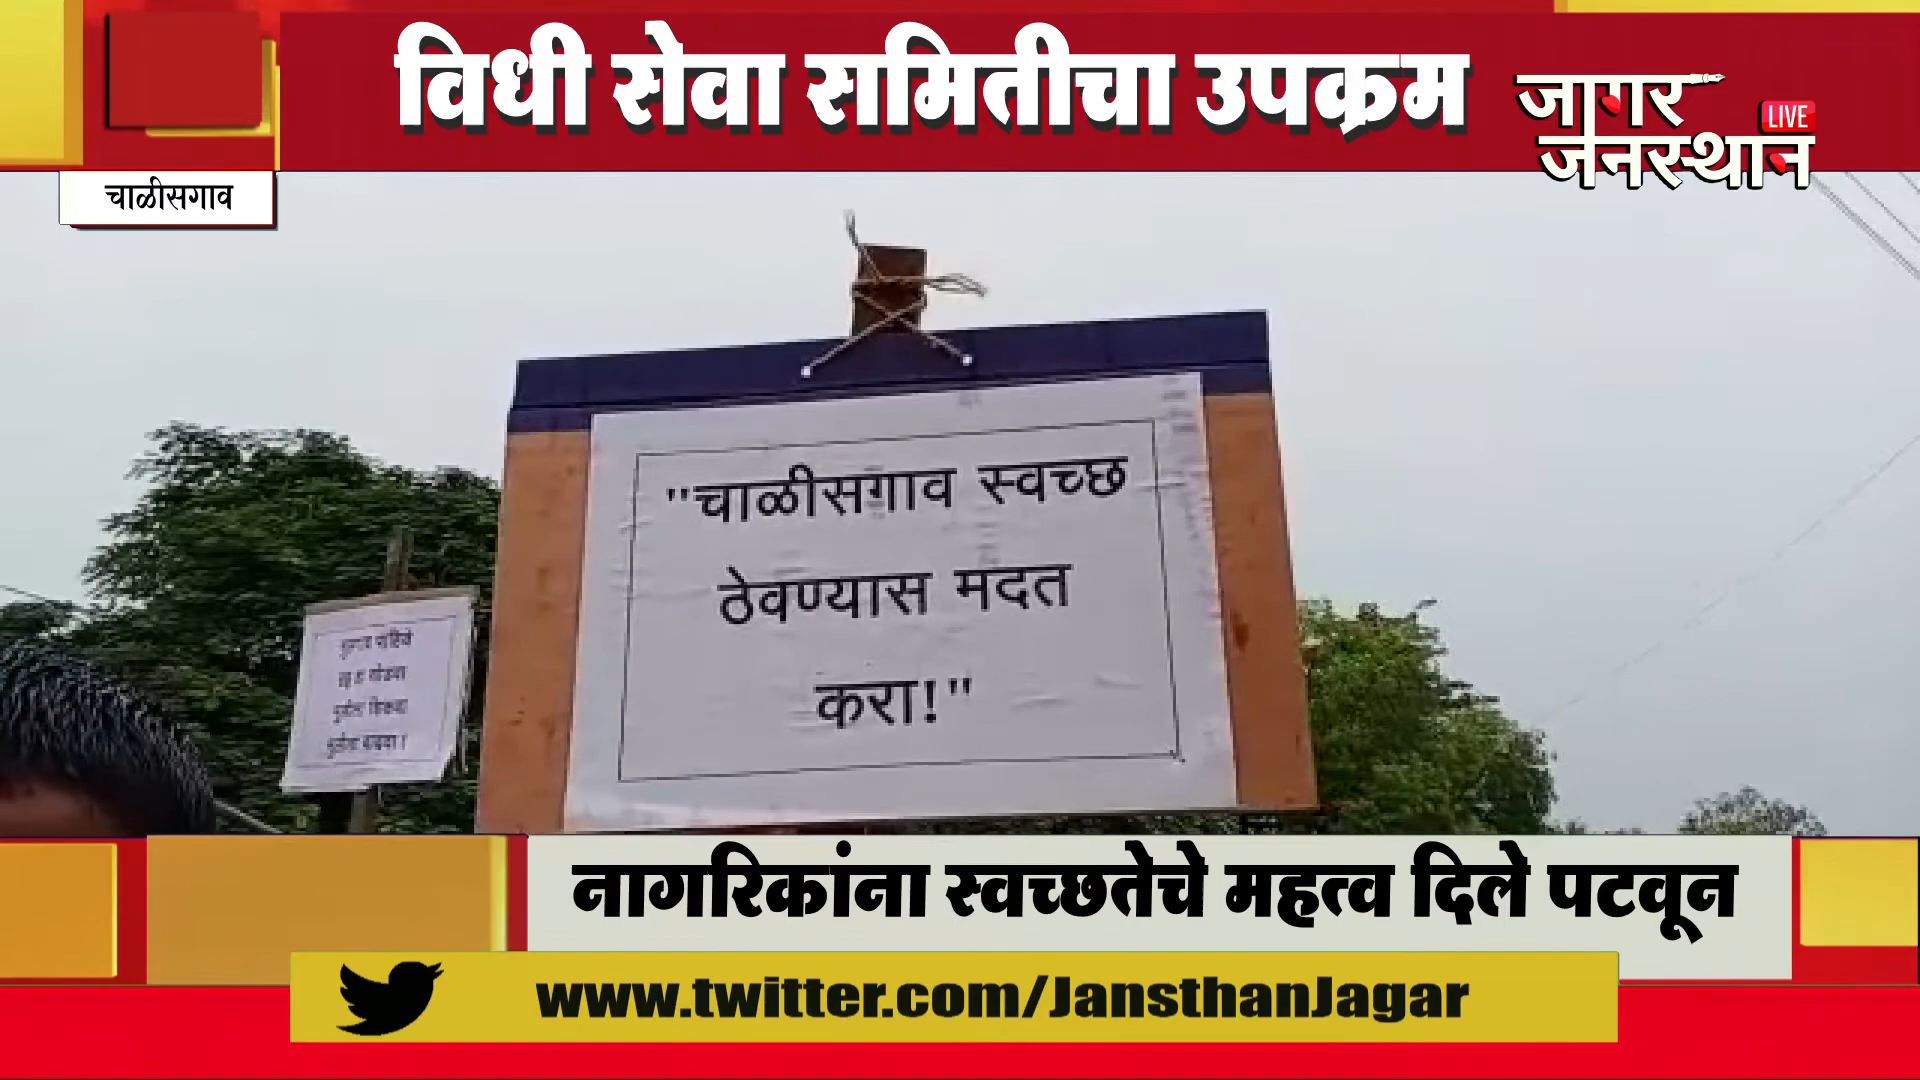 विधी सेवा समितीचा उपक्रम
जागर
LIVE
जनस्थान
चाळीसगाव
"चाळीसगाव स्वच्छ
ठेवण्यास मदत
करा!"
नागरिकांना स्वच्छतेचे महत्व दिले पटवून
www.twitter.com/JansthanJagar